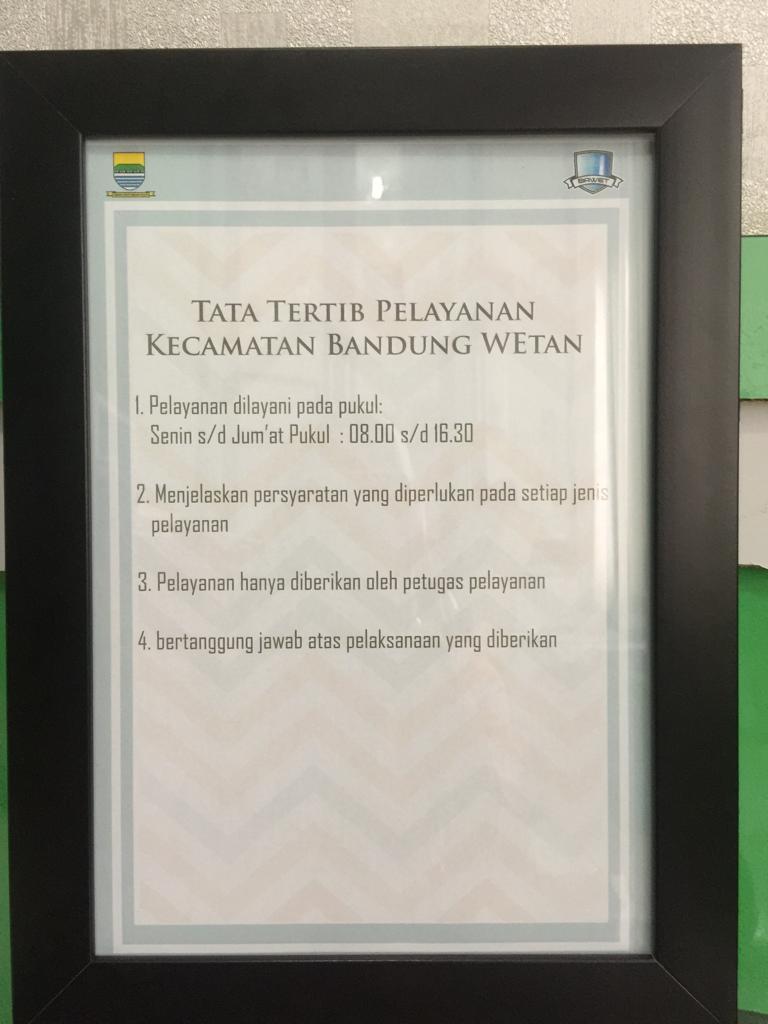 BAWET
TATA TERTIB PELAYANAN
KECAMATAN BANDUNG WETAN
1. Pelayanan dilayani pada pukul:
Senin s/d Jum'at Pukul : 08.00 s/d 16.30
2. Menjelaskan persyaratan yang diperlukan pada setiap jenis
pelayanan
3. Pelayanan hanya diberikan oleh petugas pelayanan
4. bertanggung jawab atas pelaksanaan yang diberikan